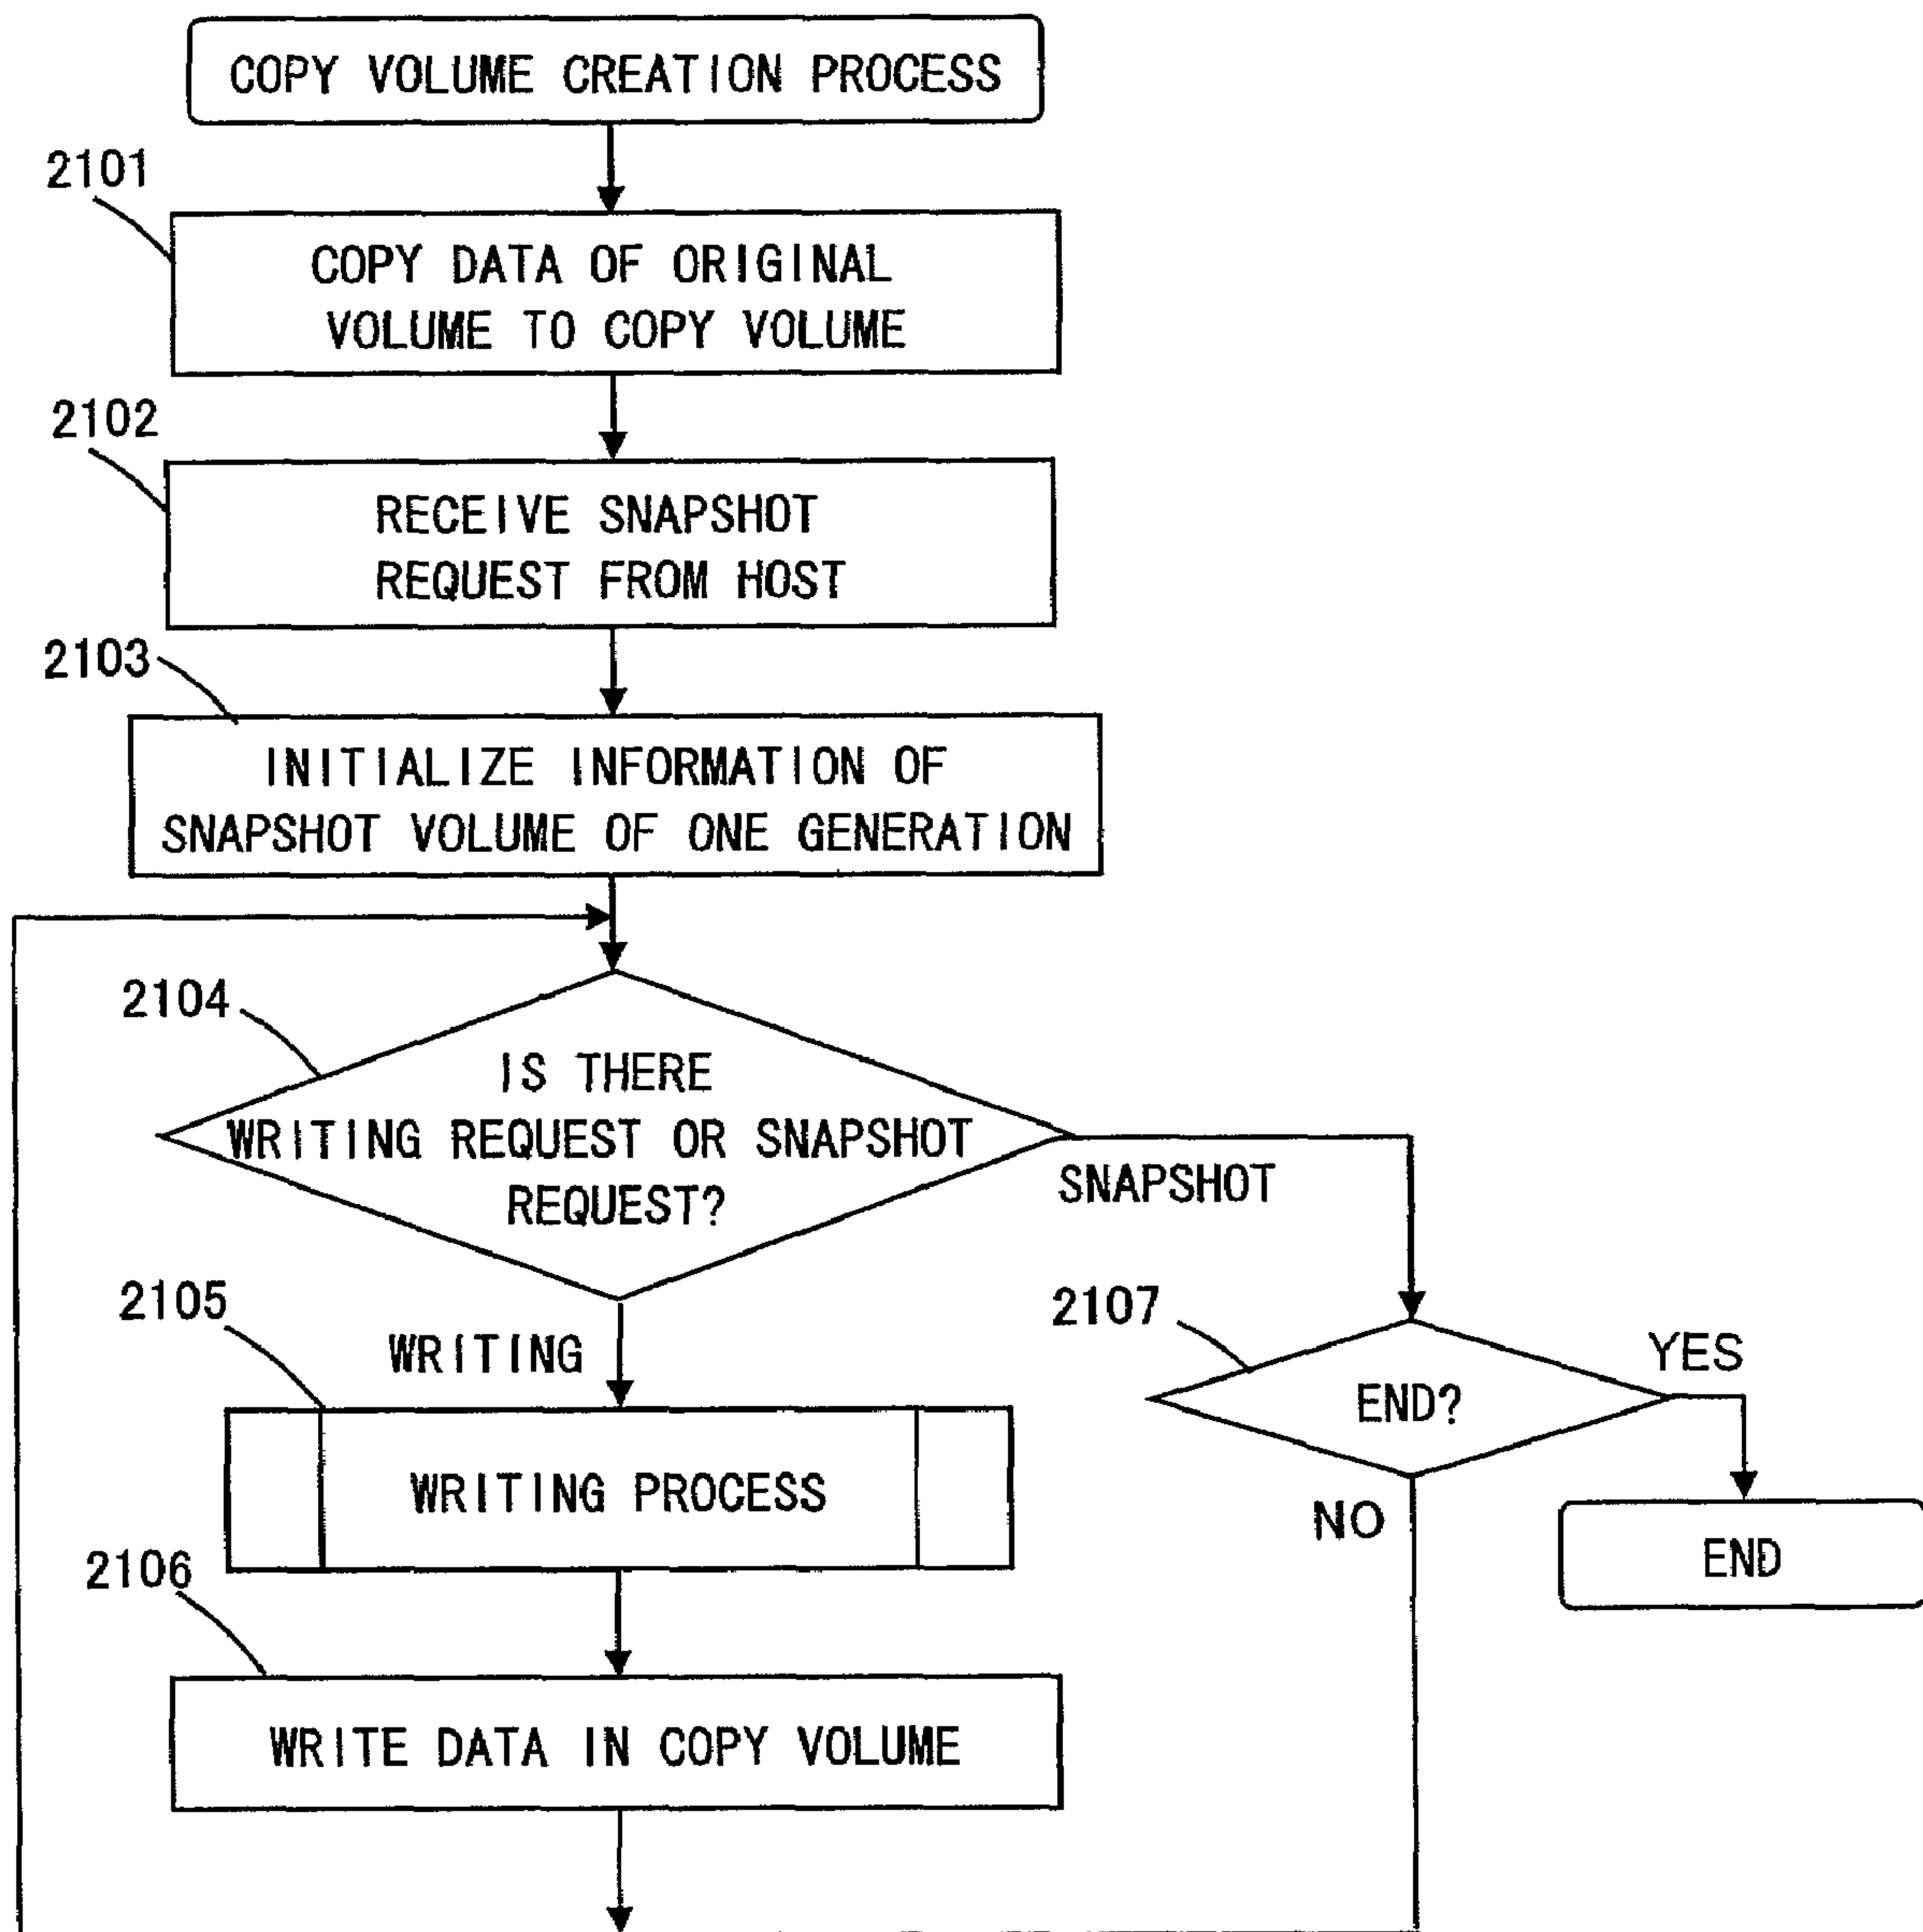 COPY VOLUME CREATION PROCESS
2101
COPY DATA OF ORIGINAL
VOLUME TO COPY VOLUME
2102
RECEIVE SNAPSHOT
REQUEST FROM HOST
2103
INITIALIZE INFORMATION OF
SNAPSHOT VOLUME OF ONE GENERATION
2104
IS THERE
WRITING REQUEST OR SNAPSHOT
REQUEST?
SNAPSHOT
2105
WRITING
WRITING PROCESS
2107
END?
YES
NO
END
2106
WRITE DATA IN COPY VOLUME